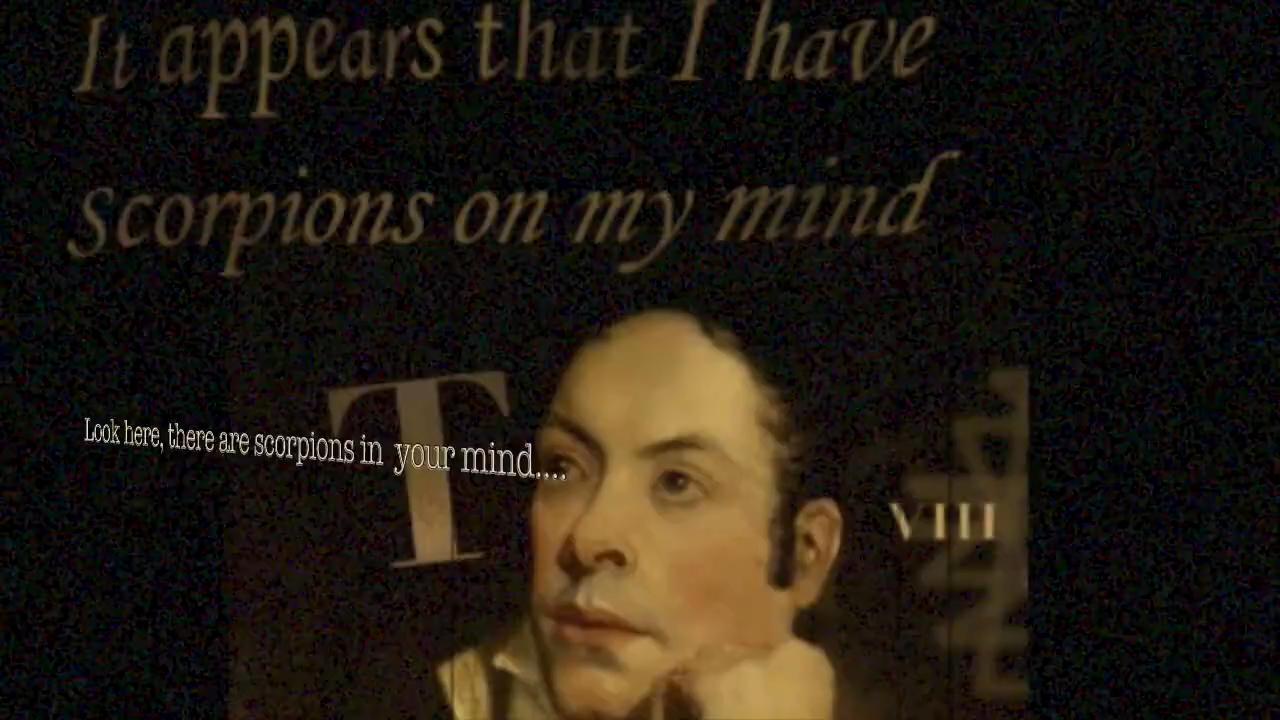 It appears that I have
Scorpions on my mind
T
Look here, there are scorpions in your mind....
VIII